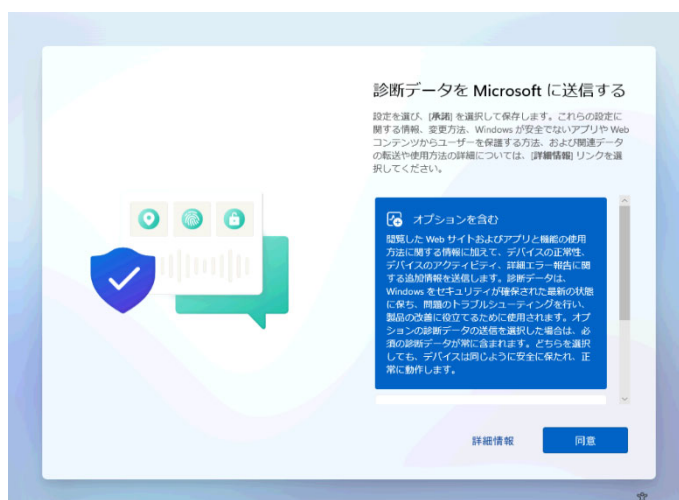 診断データを Microsoft に送信する
設定を選び、[承諾] を選択して保存します。これらの設定に
関する情報、変更方法、Windows が安全でないアプリや Web
コンテンツからユーザーを保護する方法、および関連データ
の転送や使用方法の詳細については、[詳細情報] リンクを選
択してください。
オプションを含む
閲覧した Web サイトおよびアプリと機能の使用
方法に関する情報に加えて、デバイスの正常性、
デバイスのアクティビティ、詳細エラー報告に関
する追加情報を送信します。診断データは、
Windows をセキュリティが確保された最新の状態
に保ち、問題のトラブルシューティングを行い、
製品の改善に役立てるために使用されます。オプ
ションの診断データの送信を選択した場合は、必
須の診断データが常に含まれます。どちらを選択
しても、デバイスは同じように安全に保たれ、正
常に動作します。
詳細情報
同意